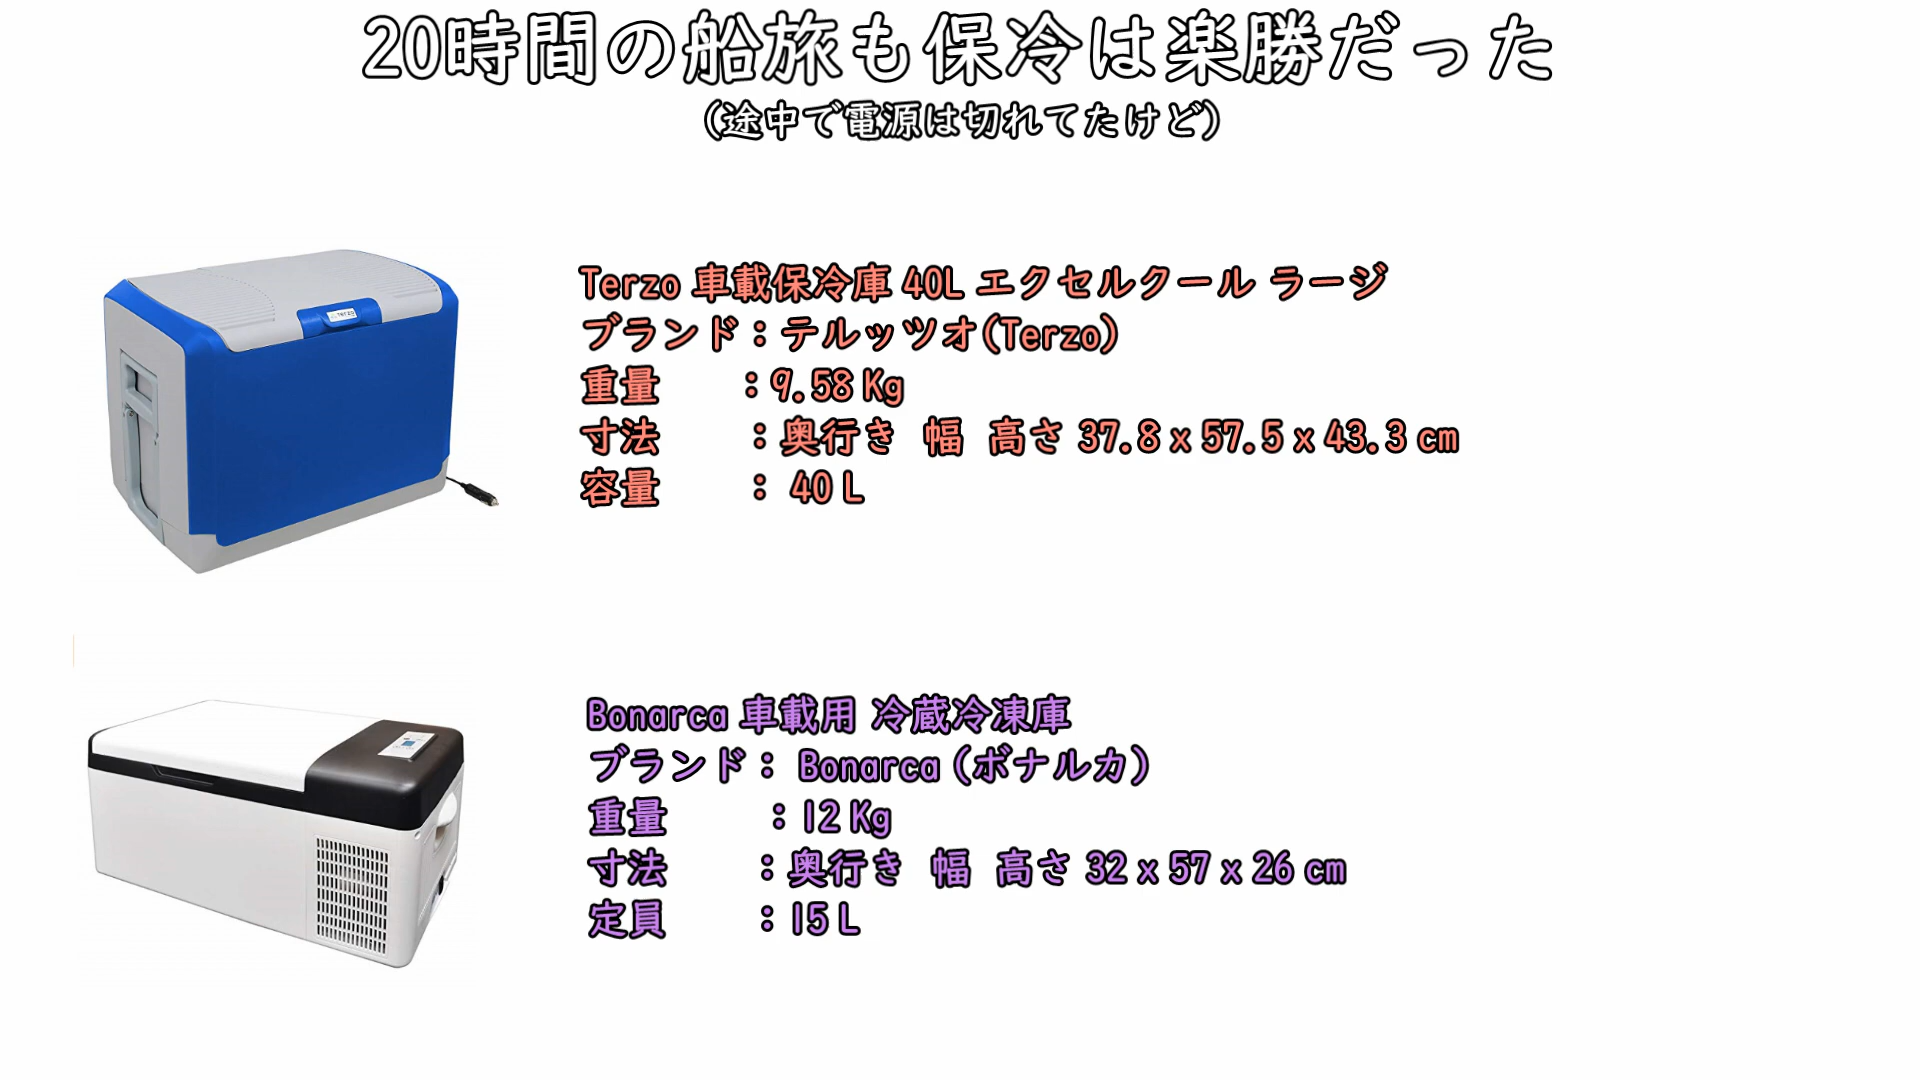 20時間の船旅も保冷は楽勝だった
(途中で電源は切れてたけど)
Terzo 車載保冷庫 40L エクセルクール ラージ
ブランド：テルッツオ(Terzo)
TERZO
重量　　：9.58 Kg
寸法　　：奥行き 幅 高さ 37.8 x 57.5 x 43.3 cm
容量　　： 40 L
Bonarca 車載用 冷蔵冷凍庫
ブランド： Bonarca (ボナルカ)
重量　　：12 Kg
寸法　　：奥行き 幅 高さ 32 x 57 x 26 cm
定員　　：15 L